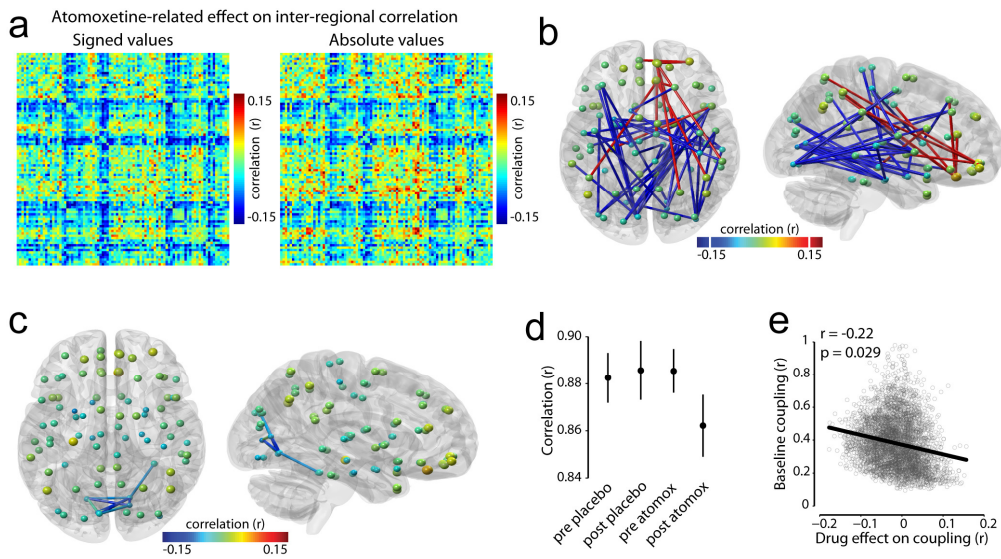 a
Atomoxetine-related effect on inter-regional correlation
Signed values
Absolute values
0.15
correlation (r)
-0.15
0.15
correlation (r)
-0.15
b
correlation (r)
-0.15
0.15
c
correlation (r)
-0.15
0.15
d
Correlation (r)
0.90
0.88
0.86
0.84
pre placebo
post placebo
pre atomox
post atomox
e
r = -0.22
p = 0.029
Baseline coupling (r)
1
0.8
0.6
0.4
0.2
0
−0.2
−0.1
0
0.1
0.2
Drug effect on coupling (r)